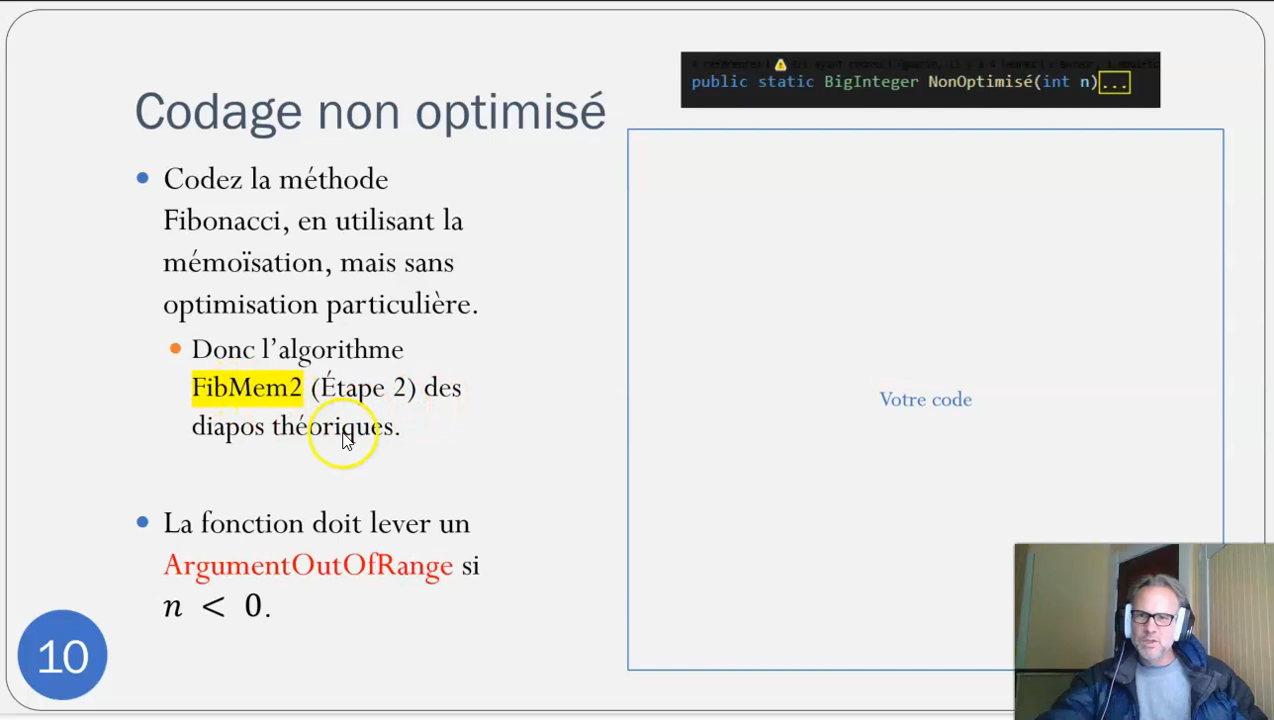 public static BigInteger NonOptimisé(int n)...
Codage non optimisé
Codez la méthode
Fibonacci, en utilisant la
mémoïsation, mais sans
optimisation particulière.
Donc l'algorithme
FibMem2 (Étape 2) des
diapos théoriques.
La fonction doit lever un
ArgumentOutOfRange si
n < 0.
Votre code
10